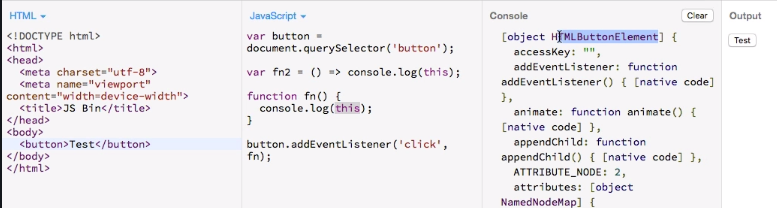 HTML
<!DOCTYPE html>
<html>
<head>
<meta charset="utf-8">
<meta name="viewport"
content="width=device-width">
<title>JS Bin</title>
</head>
<body>
<button>Test</button>
</body>
</html>
JavaScript
var button =
document.querySelector('button');
var fn2 = () => console.log(this);
function fn() {
console.log(this);
}
button.addEventListener('click',
fn);
Console
Clear
[object HTMLButtonElement] {
accessKey: "",
addEventListener: function
addEventListener() { [native code]
},
animate: function animate() {
[native code] },
appendChild: function
appendChild() { [native code] },
ATTRIBUTE_NODE: 2,
attributes: [object
NamedNodeMap] {
Output
Test